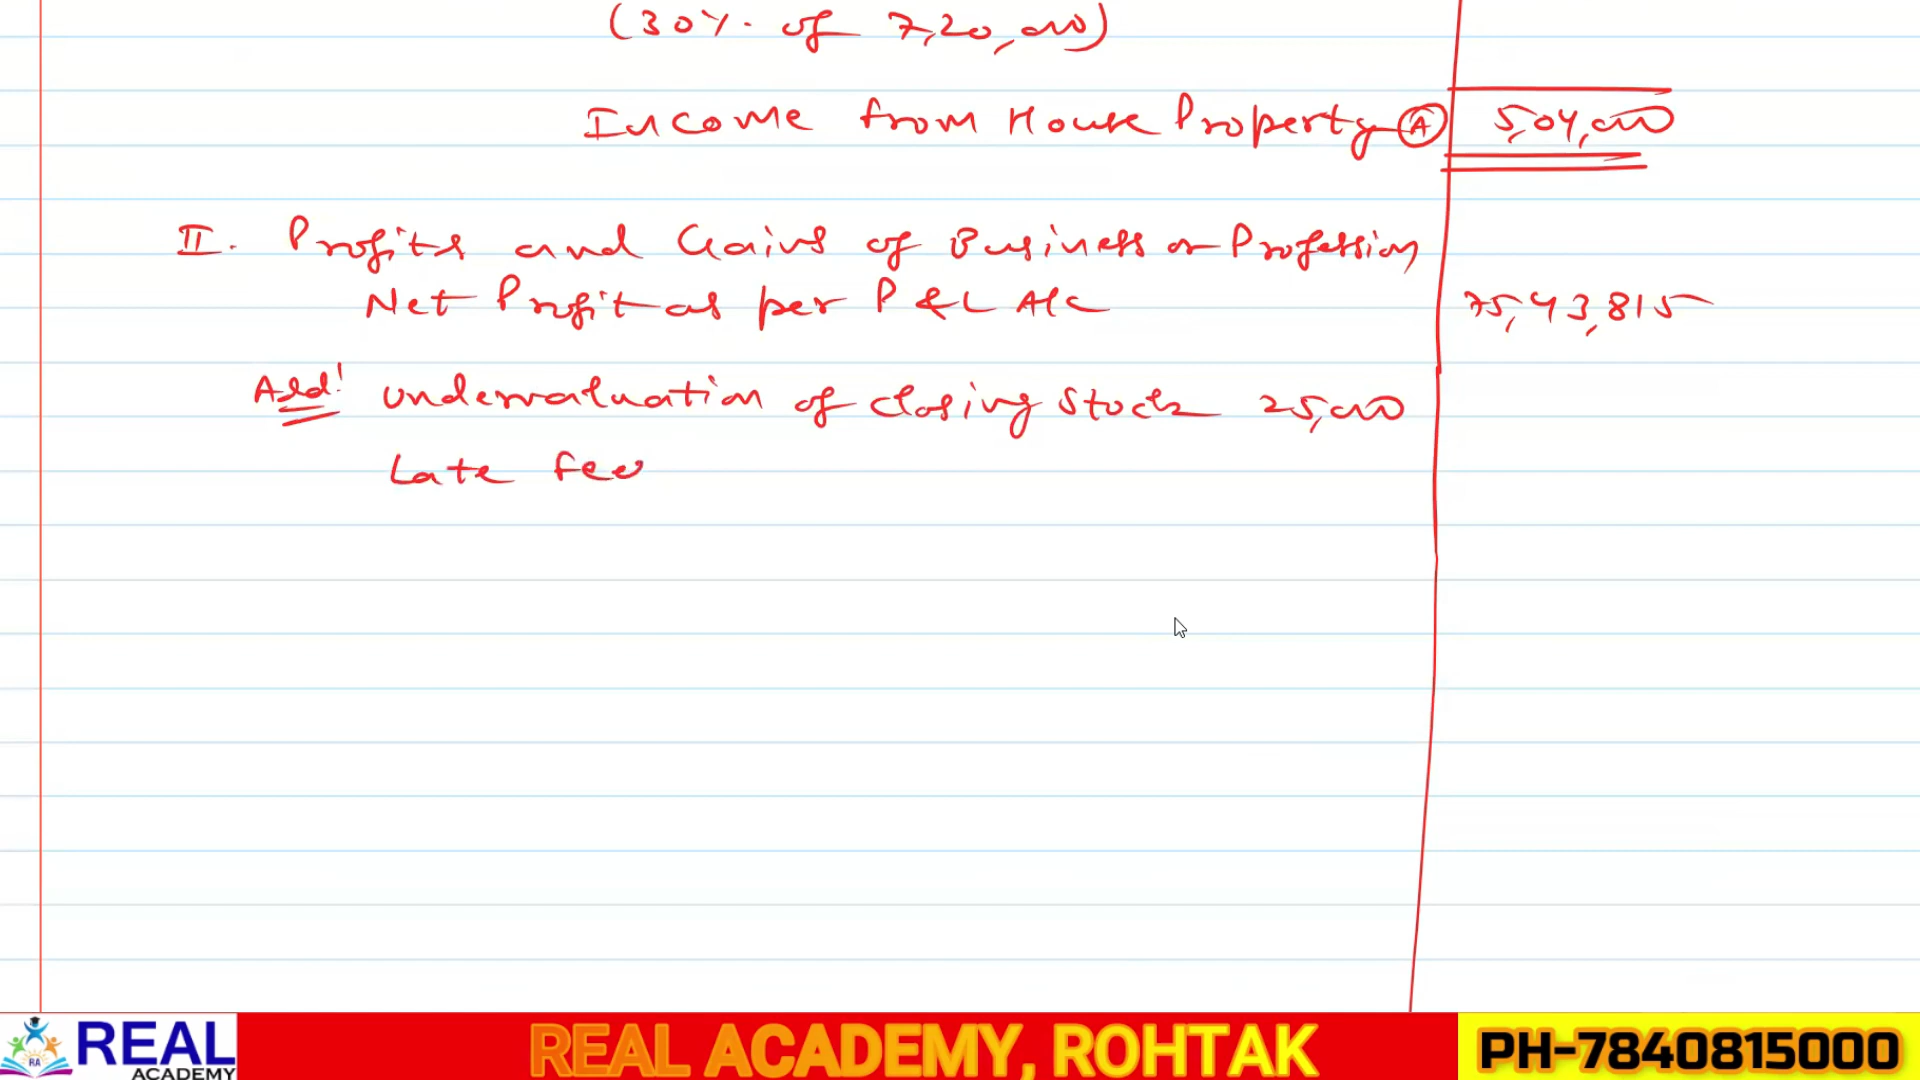 (30% of 7,20,000)
Income from House Property (A) 5,04,000
II. Profits and Gains of Business or Profession
Net Profit as per P & L A/C 75,43,815
Add: Undervaluation of closing Stock 25,000
Late fee
REAL ACADEMY
RA
REAL ACADEMY, ROHTAK
PH-7840815000